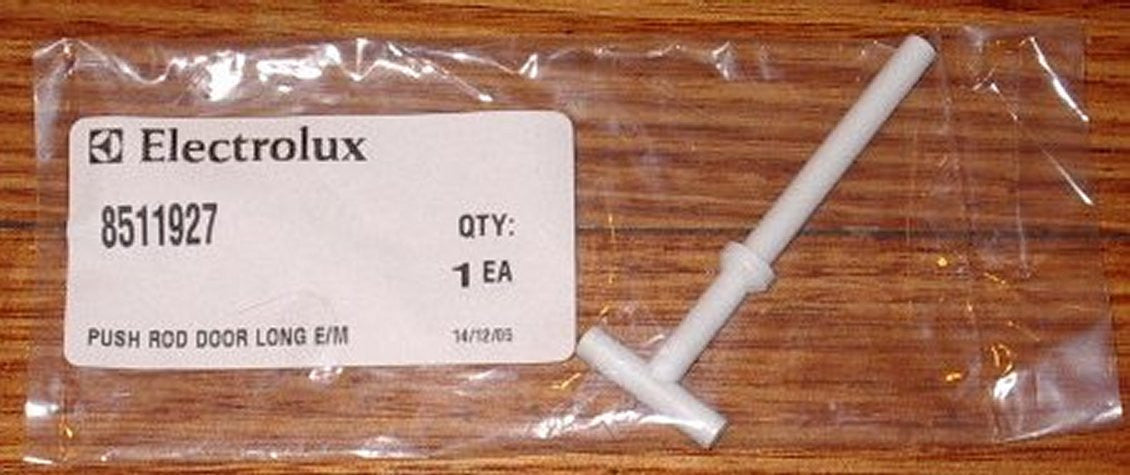 Electrolux
8511927
QTY:
1 EA
PUSH ROD DOOR LONG E/M
14/12/05